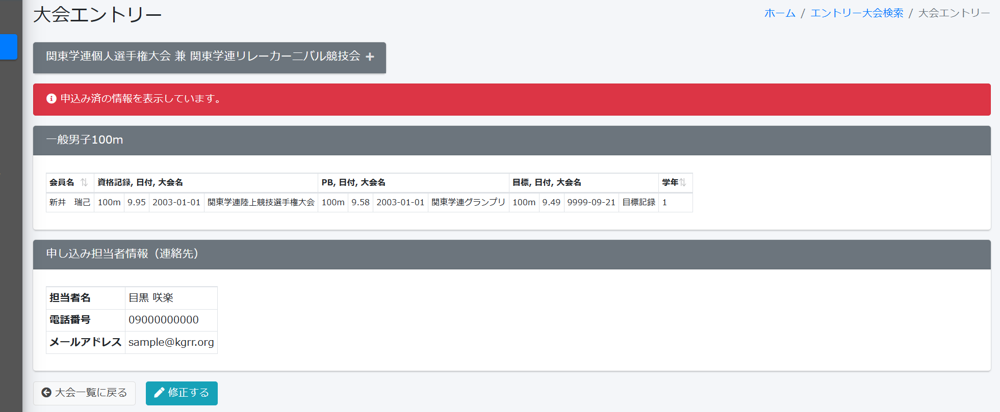 大会エントリー
ホーム / エントリー大会検索 / 大会エントリー
関東学連個人選手権大会 兼 関東学連リレーカーニバル競技会
申込み済の情報を表示しています。
一般男子100m
会員名 資格記録, 日付, 大会名 PB, 日付, 大会名 目標, 日付, 大会名 学年
新井　瑞己 100m 9.95 2003-01-01 関東学連陸上競技選手権大会 100m 9.58 2003-01-01 関東学連グランプリ 100m 9.49 9999-09-21 目標記録 1
申し込み担当者情報（連絡先）
担当者名 目黒 咲楽
電話番号 09000000000
メールアドレス sample@kgrr.org
大会一覧に戻る 修正する